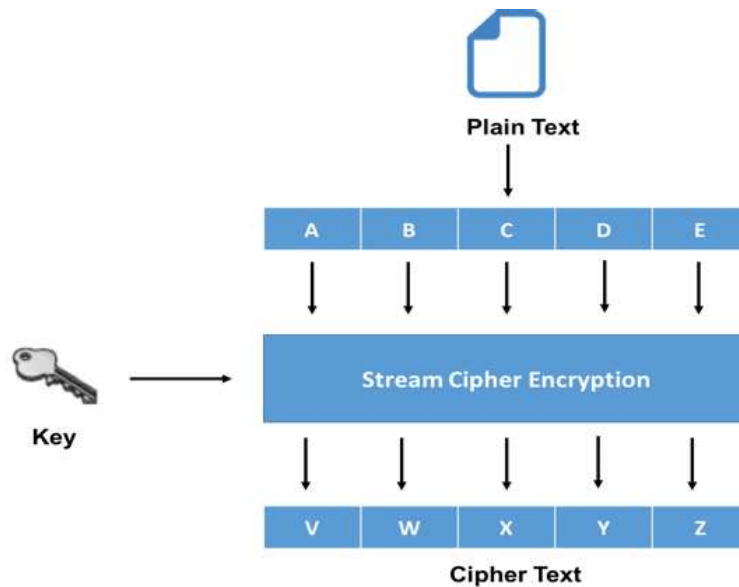 Plain Text
A B C D E
Stream Cipher Encryption
Key
V W X Y Z
Cipher Text